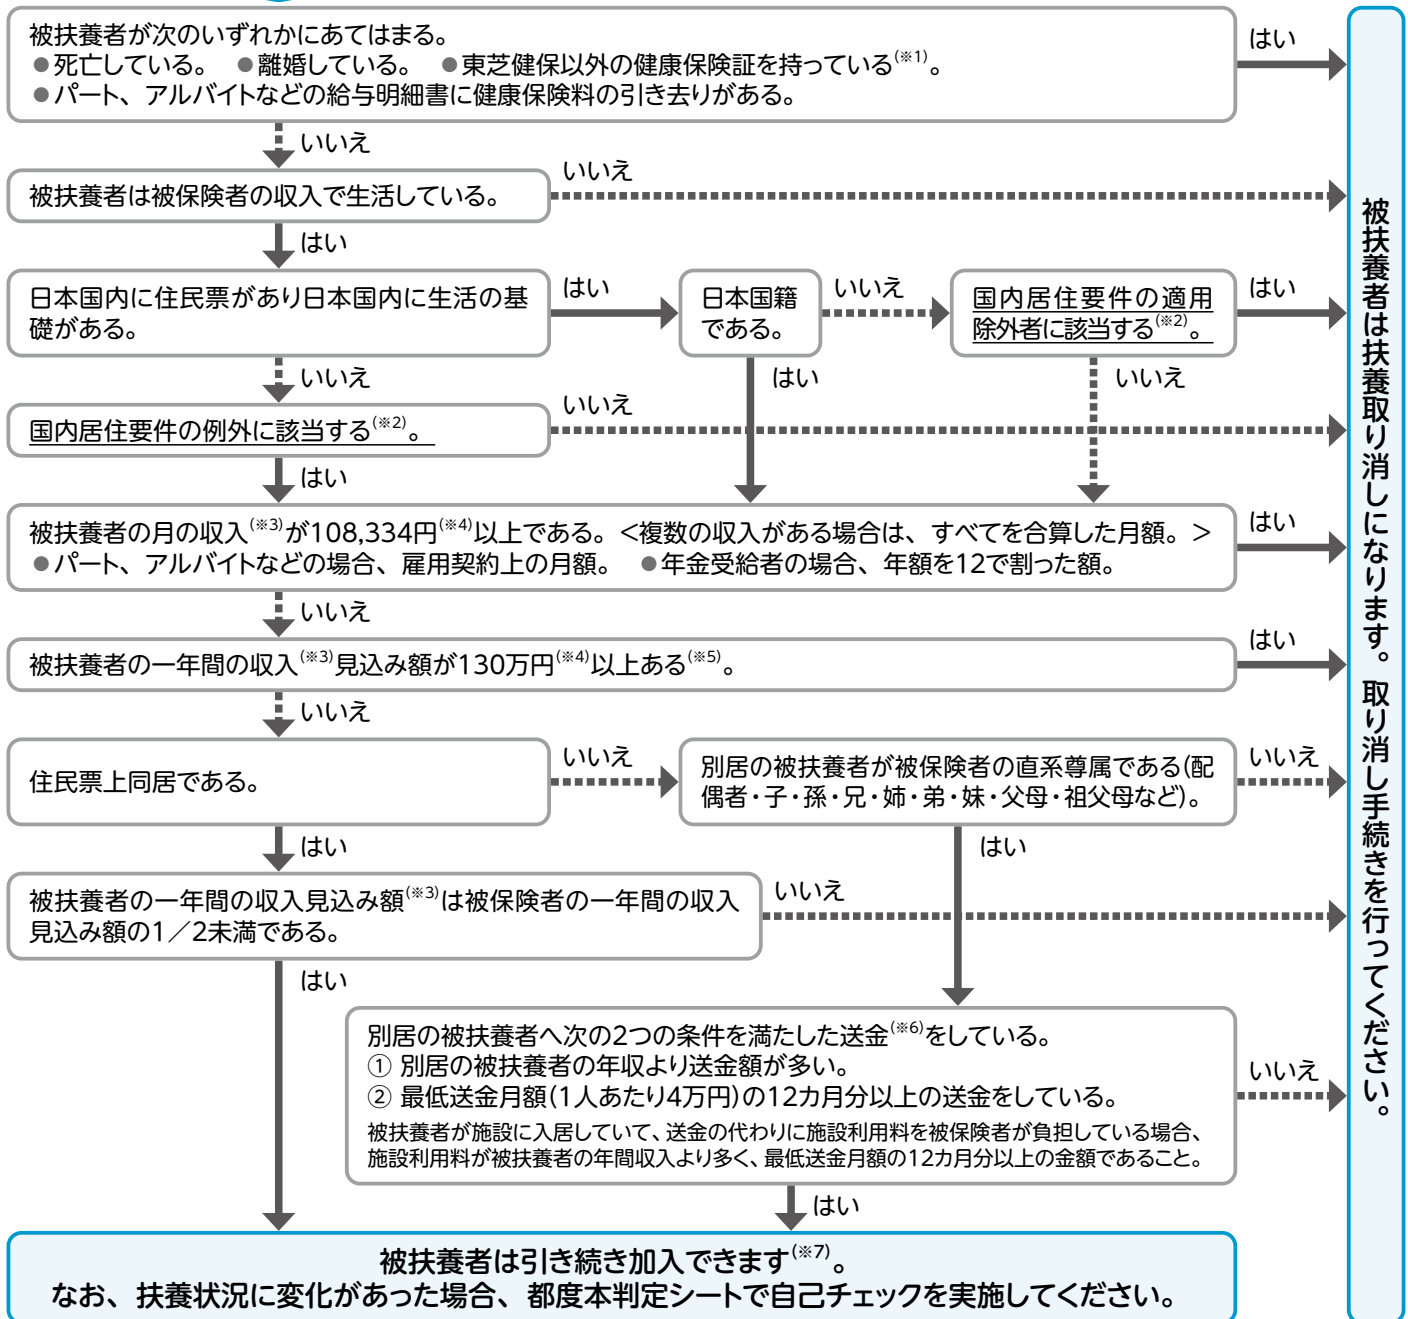 被扶養者が次のいずれかにあてはまる。
●死亡している。 ●離婚している。 ●東芝健保以外の健康保険証を持っている(※1)。
●パート、アルバイトなどの給与明細書に健康保険料の引き去りがある。
はい
いいえ
被扶養者は被保険者の収入で生活している。
いいえ
はい
日本国内に住民票があり日本国内に生活の基
礎がある。
はい
日本国籍
である。
いいえ
国内居住要件の適用
除外者に該当する(※2)。
はい
いいえ
はい
いいえ
国内居住要件の例外に該当する(※2)。
いいえ
はい
被扶養者の月の収入(※3)が108,334円(※4)以上である。<複数の収入がある場合は、すべてを合算した月額。>
●パート、アルバイトなどの場合、雇用契約上の月額。 ●年金受給者の場合、年額を12で割った額。
はい
いいえ
被扶養者の一年間の収入(※3)見込み額が130万円(※4)以上ある(※5)。
はい
いいえ
住民票上同居である。
いいえ
別居の被扶養者が被保険者の直系尊属である(配
偶者・子・孫・兄・姉・弟・妹・父母・祖父母など)。
いいえ
はい
はい
被扶養者の一年間の収入見込み額(※3)は被保険者の一年間の収入
見込み額の1/2未満である。
いいえ
はい
別居の被扶養者へ次の2つの条件を満たした送金(※6)をしている。
① 別居の被扶養者の年収より送金額が多い。
② 最低送金月額(1人あたり4万円)の12カ月分以上の送金をしている。
被扶養者が施設に入居していて、送金の代わりに施設利用料を被保険者が負担している場合、
施設利用料が被扶養者の年間収入より多く、最低送金月額の12カ月分以上の金額であること。
いいえ
はい
被扶養者は引き続き加入できます(※7)。
なお、扶養状況に変化があった場合、都度本判定シートで自己チェックを実施してください。
被扶養者は扶養取り消しになります。取り消し手続きを行ってください。